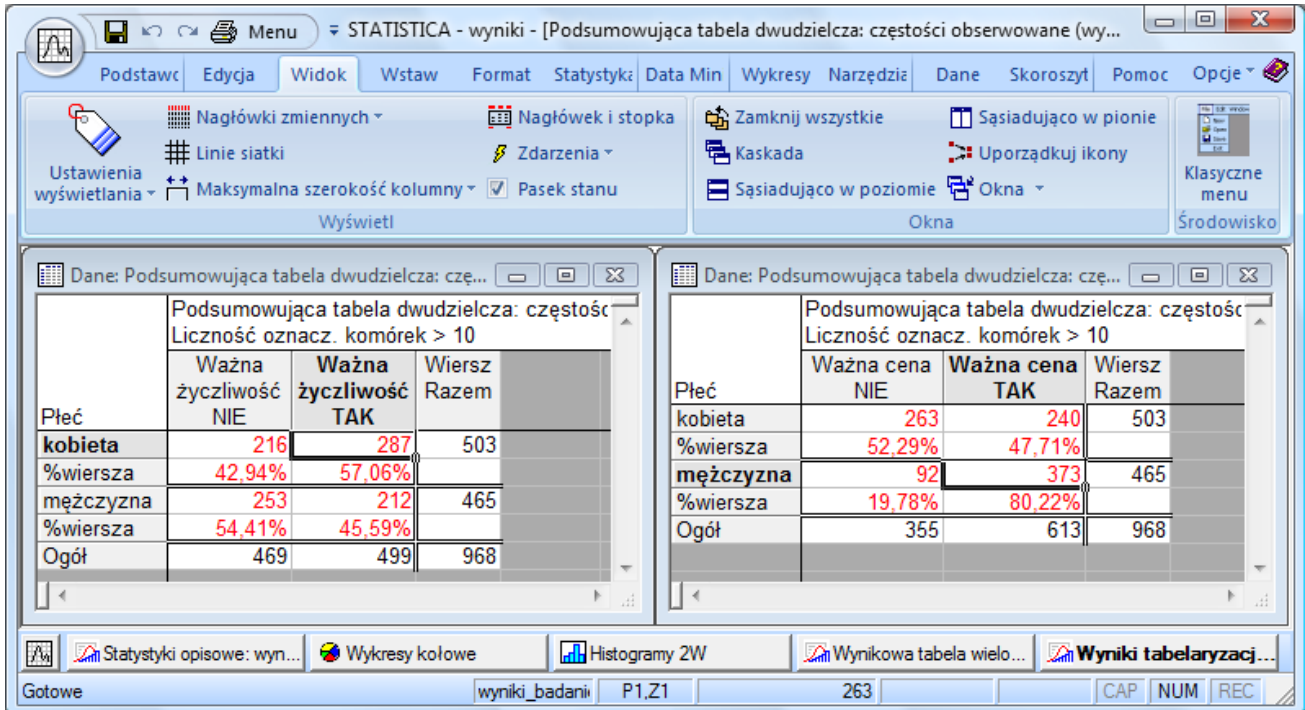 Menu STATISTICA - wyniki - [Podsumowująca tabela dwudzielcza: częstości obserwowane (wy...
Podstawc Edycja Widok Wstaw Format Statystyka Data Min Wykresy Narzędzia Dane Skoroszyt Pomoc Opcje
Nagłówki zmiennych Nagłówek i stopka Zamknij wszystkie Sąsiadująco w pionie
Linie siatki Zdarzenia Kaskada Uporządkuj ikony
Ustawienia wyświetlania Maksymalna szerokość kolumny Pasek stanu Sąsiadująco w poziomie Okna Klasyczne menu
Wyświetl Okna Środowisko
Dane: Podsumowująca tabela dwudzielcza: czę...
Podsumowująca tabela dwudzielcza: częstośc
Liczność oznacz. komórek > 10
Płeć Ważna życzliwość NIE Ważna życzliwość TAK Wiersz Razem
kobieta 216 287 503
%wiersza 42,94% 57,06%
mężczyzna 253 212 465
%wiersza 54,41% 45,59%
Ogół 469 499 968
Dane: Podsumowująca tabela dwudzielcza: czę...
Podsumowująca tabela dwudzielcza: częstośc
Liczność oznacz. komórek > 10
Płeć Ważna cena NIE Ważna cena TAK Wiersz Razem
kobieta 263 240 503
%wiersza 52,29% 47,71%
mężczyzna 92 373 465
%wiersza 19,78% 80,22%
Ogół 355 613 968
Statystyki opisowe: wyn... Wykresy kołowe Histogramy 2W Wynikowa tabela wielo... Wyniki tabelaryzacj...
Gotowe wyniki_badani P1,Z1 263 CAP NUM REC